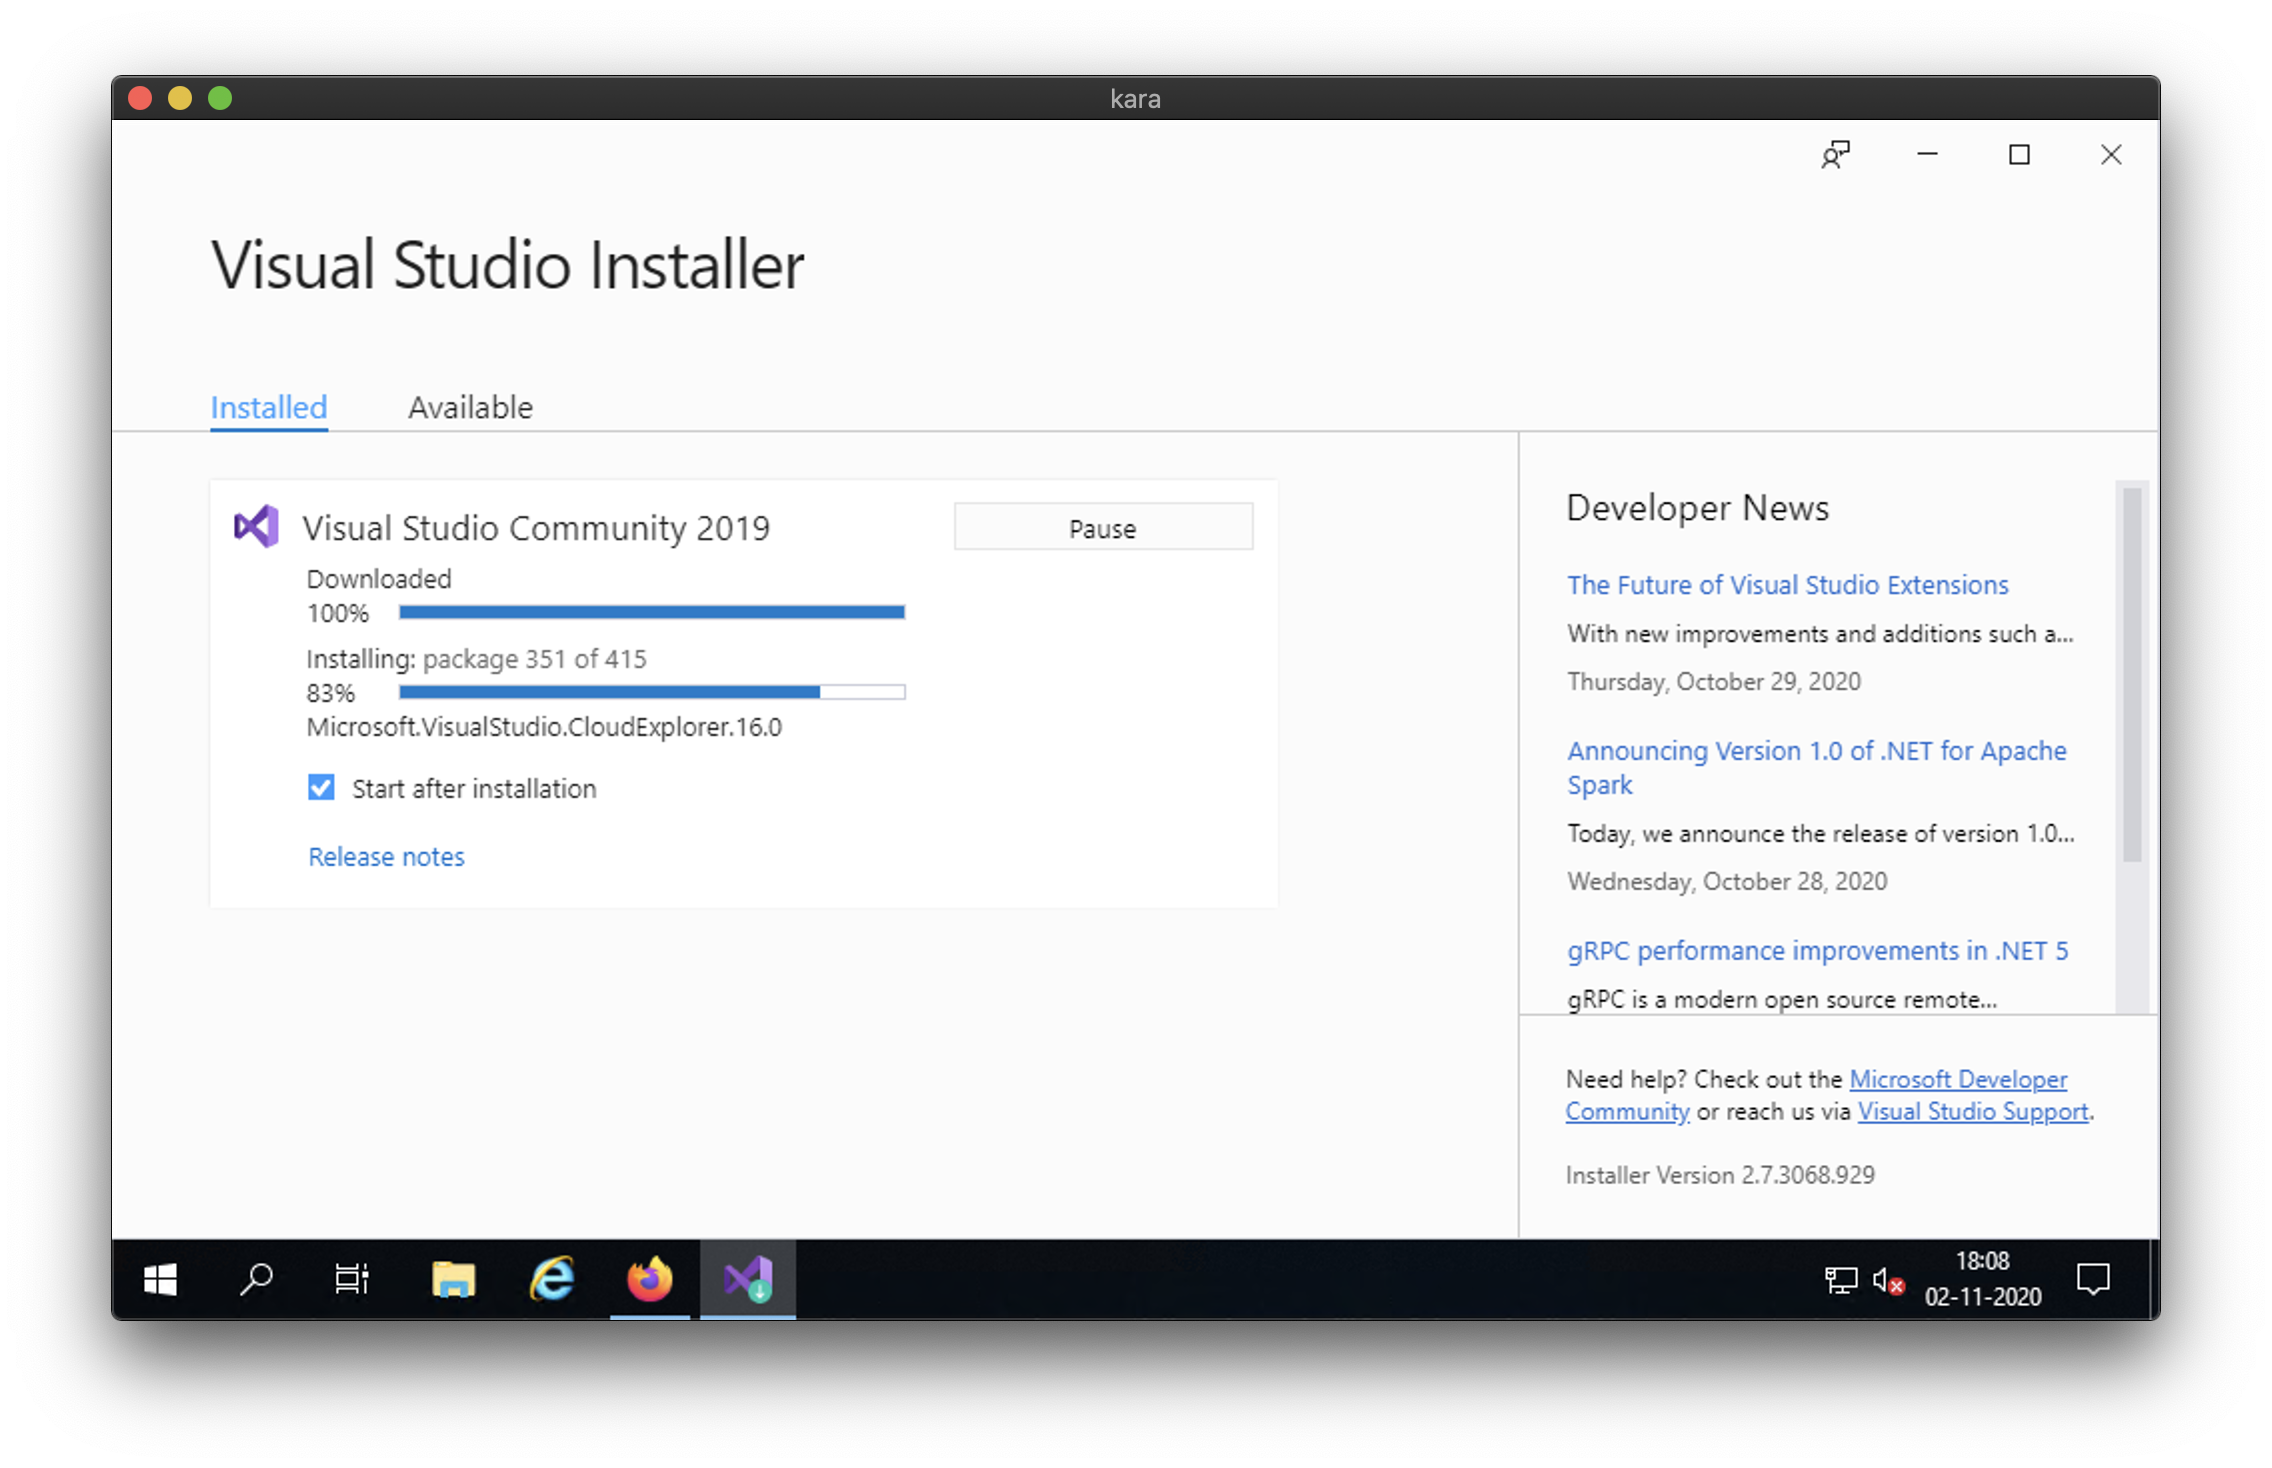 kara
Visual Studio Installer
Installed
Available
Visual Studio Community 2019
Pause
Downloaded
100%
Installing: package 351 of 415
83%
Microsoft.VisualStudio.CloudExplorer.16.0
Start after installation
Release notes
Developer News
The Future of Visual Studio Extensions
With new improvements and additions such a...
Thursday, October 29, 2020
Announcing Version 1.0 of .NET for Apache
Spark
Today, we announce the release of version 1.0...
Wednesday, October 28, 2020
gRPC performance improvements in .NET 5
gRPC is a modern open source remote...
Need help? Check out the Microsoft Developer
Community or reach us via Visual Studio Support.
Installer Version 2.7.3068.929
18:08
02-11-2020